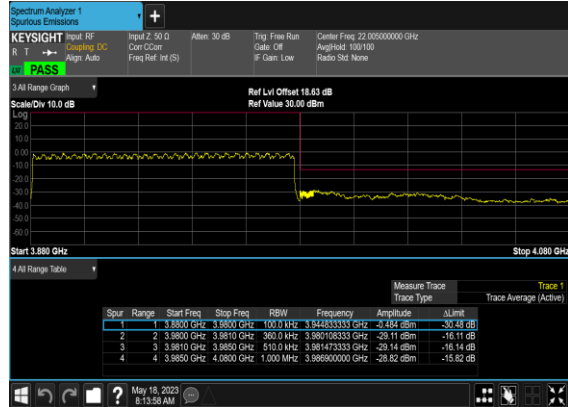 Spectrum Analyzer 1
Spurious Emissions
KEYSIGHT Input: RF Input Z: 50 Ω Atten: 30 dB Trig: Free Run Center Freq: 22.005000000 GHz
R T Coupling: DC Corr CCorr Gate: Off Avg|Hold: 100/100
Align: Auto Freq Ref: Int (S) IF Gain: Low Radio Std: None
PASS
3 All Range Graph
Ref Lvl Offset 18.63 dB
Scale/Div 10.0 dB Ref Value 30.00 dBm
Log
20.0
10.0
0.00
-10.0
-20.0
-30.0
-40.0
-50.0
-60.0
Start 3.880 GHz Stop 4.080 GHz
4 All Range Table
Measure Trace Trace 1
Trace Type Trace Average (Active)
Spur Range Start Freq Stop Freq RBW Frequency Amplitude ΔLimit
1 1 3.8800 GHz 3.9800 GHz 100.0 kHz 3.944833333 GHz -0.484 dBm -30.48 dB
2 2 3.9800 GHz 3.9810 GHz 360.0 kHz 3.980108333 GHz -29.11 dBm -16.11 dB
3 3 3.9810 GHz 3.9850 GHz 510.0 kHz 3.981473333 GHz -29.14 dBm -16.14 dB
4 4 3.9850 GHz 4.0800 GHz 1.000 MHz 3.986900000 GHz -28.82 dBm -15.82 dB
May 18, 2023
8:13:58 AM